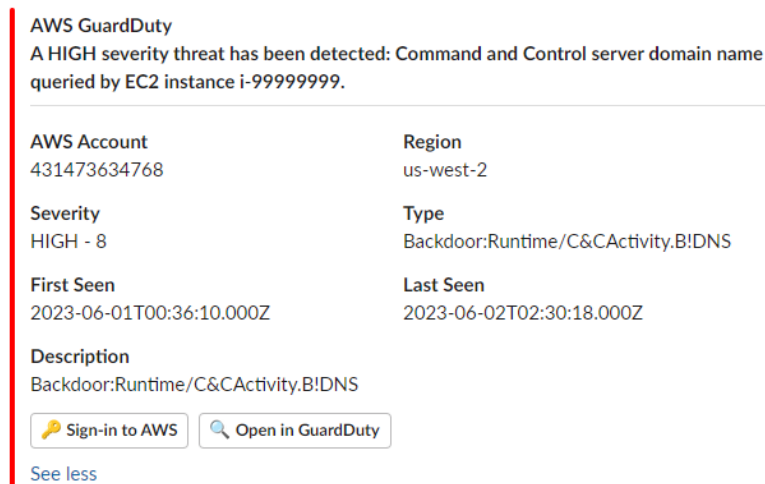 AWS GuardDuty
A HIGH severity threat has been detected: Command and Control server domain name
queried by EC2 instance i-99999999.
AWS Account
431473634768
Region
us-west-2
Severity
HIGH - 8
Type
Backdoor:Runtime/C&CActivity.B!DNS
First Seen
2023-06-01T00:36:10.000Z
Last Seen
2023-06-02T02:30:18.000Z
Description
Backdoor:Runtime/C&CActivity.B!DNS
Sign-in to AWS
Open in GuardDuty
See less